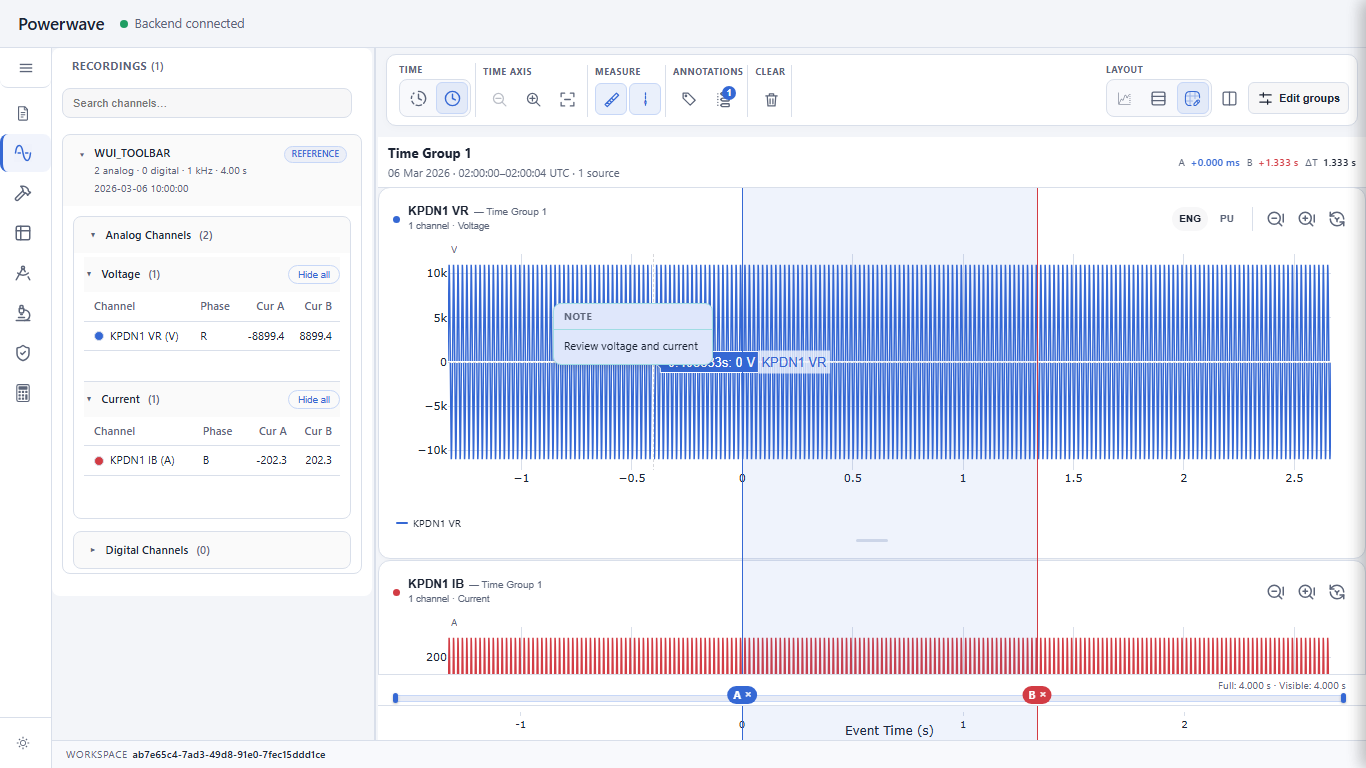 Powerwave
Backend connected
RECORDINGS (1)
Search channels...
WUI_TOOLBAR
REFERENCE
2 analog · 0 digital · 1 kHz · 4.00 s
2026-03-06 10:00:00
Analog Channels (2)
Voltage (1)
Hide all
Channel Phase Cur A Cur B
KPDN1 VR (V) R -8899.4 8899.4
Current (1)
Hide all
Channel Phase Cur A Cur B
KPDN1 IB (A) B -202.3 202.3
Digital Channels (0)
TIME
TIME AXIS
MEASURE
ANNOTATIONS
1
CLEAR
LAYOUT
Edit groups
Time Group 1
06 Mar 2026 · 02:00:00–02:00:04 UTC · 1 source
A +0.000 ms B +1.333 s ΔT 1.333 s
KPDN1 VR — Time Group 1
1 channel · Voltage
ENG PU
V
10k
5k
0
−5k
−10k
NOTE
Review voltage and current
3s: 0 V KPDN1 VR
−1 −0.5 0 0.5 1 1.5 2 2.5
KPDN1 VR
KPDN1 IB — Time Group 1
1 channel · Current
A
200
Full: 4.000 s · Visible: 4.000 s
A ×
B ×
-1 0 1 2
Event Time (s)
WORKSPACE ab7e65c4-7ad3-49d8-91e0-7fec15ddd1ce